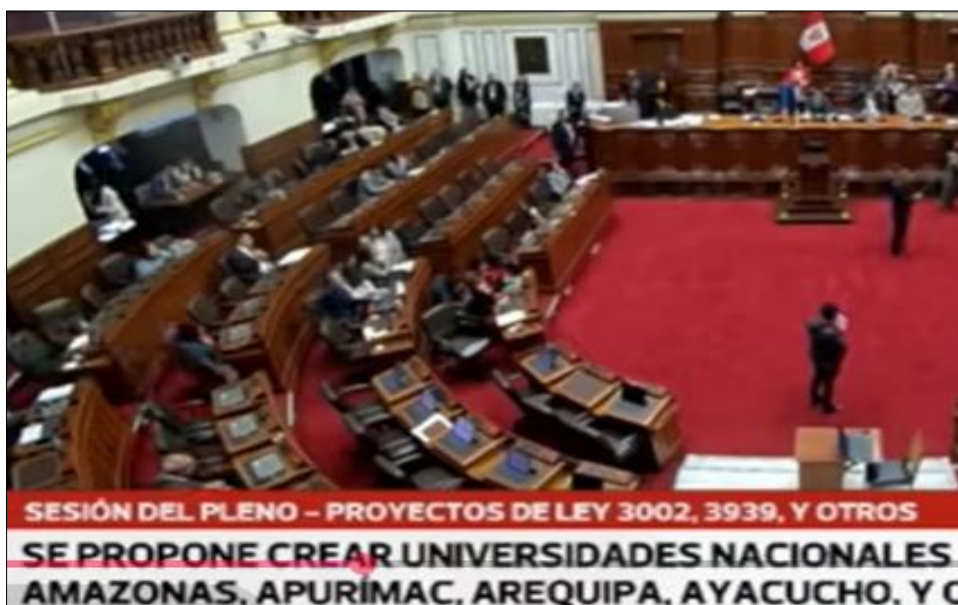 SESIÓN DEL PLENO – PROYECTOS DE LEY 3002, 3939, Y OTROS
SE PROPONE CREAR UNIVERSIDADES NACIONALES
AMAZONAS, APURÍMAC, AREQUIPA, AYACUCHO, Y